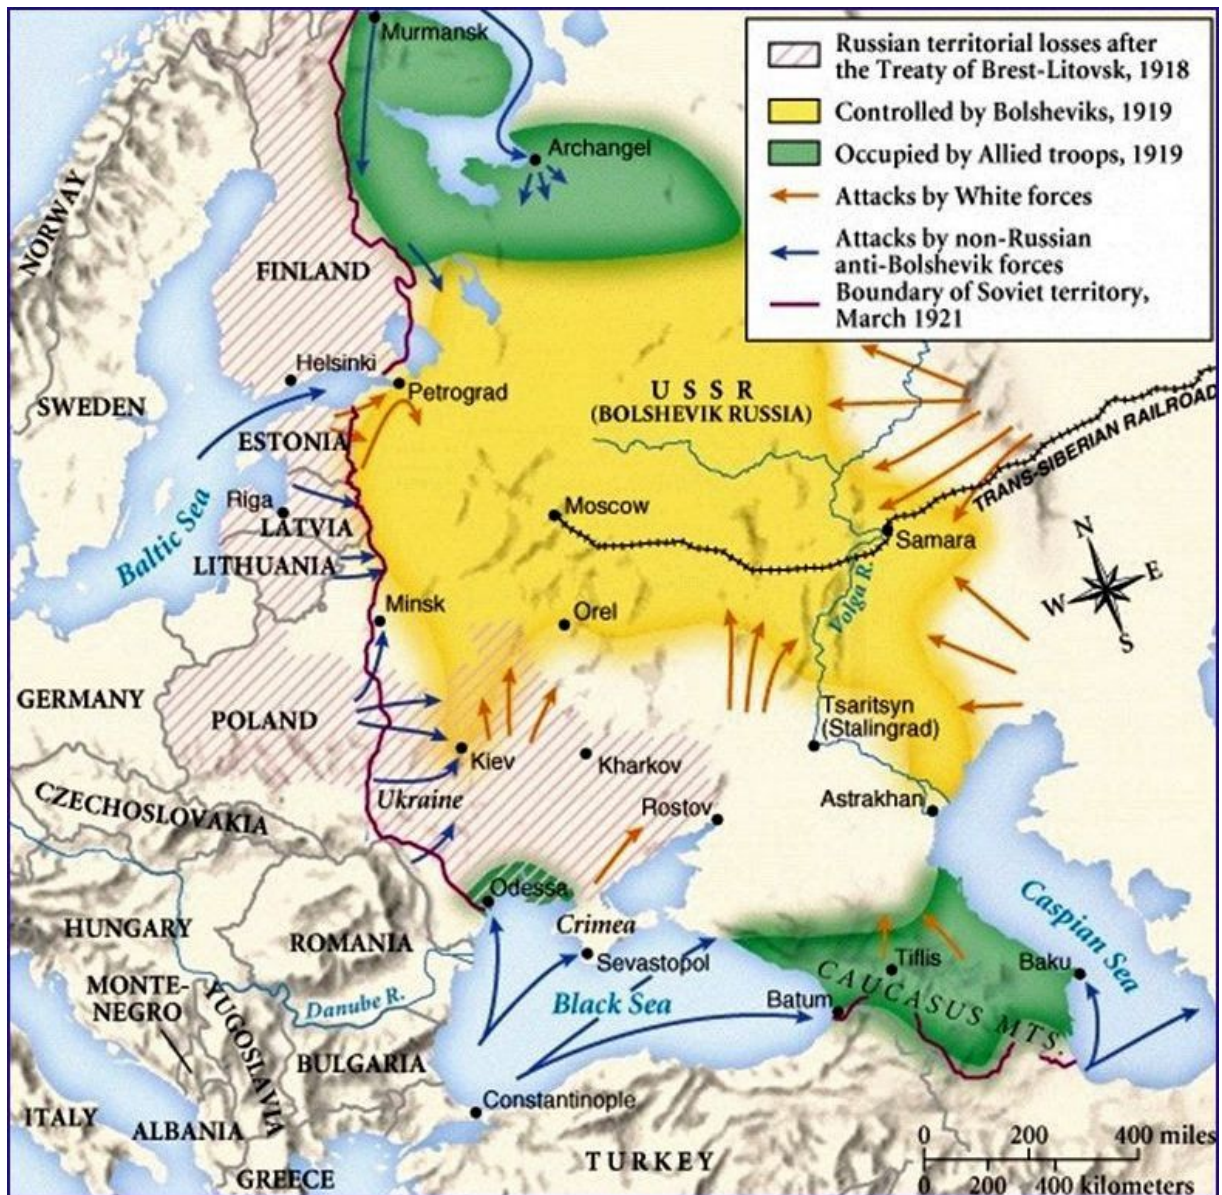 Murmansk
Russian territorial losses after
the Treaty of Brest-Litovsk, 1918
Controlled by Bolsheviks, 1919
Occupied by Allied troops, 1919
Attacks by White forces
Attacks by non-Russian
anti-Bolshevik forces
Boundary of Soviet territory,
March 1921
Archangel
NORWAY
FINLAND
Helsinki
Petrograd
SWEDEN
USSR
(BOLSHEVIK RUSSIA)
TRANS-SIBERIAN RAILROAD
ESTONIA
Riga
LATVIA
Baltic Sea
LITHUANIA
Moscow
Samara
Volga R.
N
E
W
S
Minsk
Orel
GERMANY
POLAND
Tsaritsyn
(Stalingrad)
Kiev
Kharkov
Ukraine
CZECHOSLOVAKIA
Rostov
Astrakhan
Odessa
Crimea
Caspian Sea
HUNGARY
ROMANIA
Sevastopol
Tiflis
Baku
CAUCASUS MTS.
MONTE-
NEGRO
YUGOSLAVIA
Danube R.
Black Sea
Batum
BULGARIA
Constantinople
ITALY
ALBANIA
GREECE
TURKEY
0 200 400 miles
0 200 400 kilometers